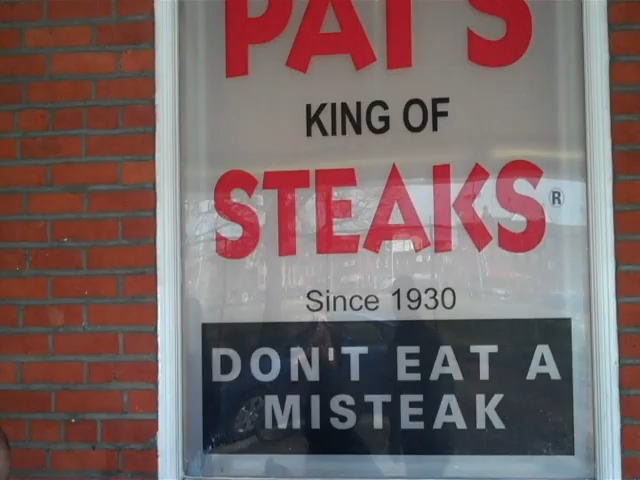 PAT'S
KING OF
STEAKS®
Since 1930
DON'T EAT A
MISTEAK